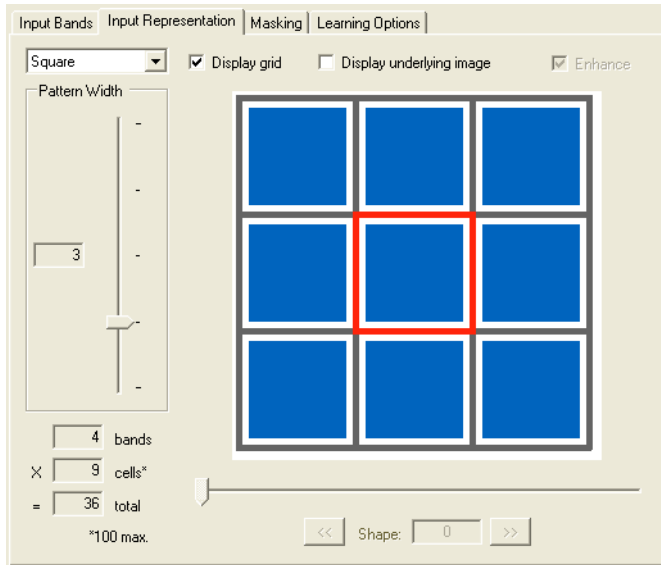 Input Bands Input Representation Masking Learning Options
Square Display grid Display underlying image Enhance
Pattern Width
3
4 bands
X 9 cells*
= 36 total
*100 max.
<< Shape: 0 >>